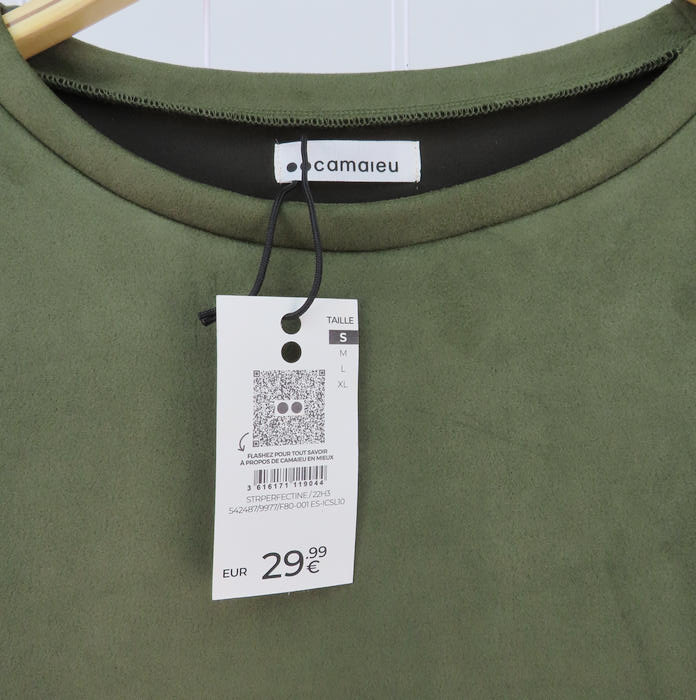 camaieu
TAILLE
S
M
L
XL
FLASHEZ POUR TOUT SAVOIR
À PROPOS DE CAMAIEU EN MIEUX
3 616171 119044
STRPERFECTINE / 22H3
542487/9977/F80-001 ES-ICSL10
EUR 29.99 €